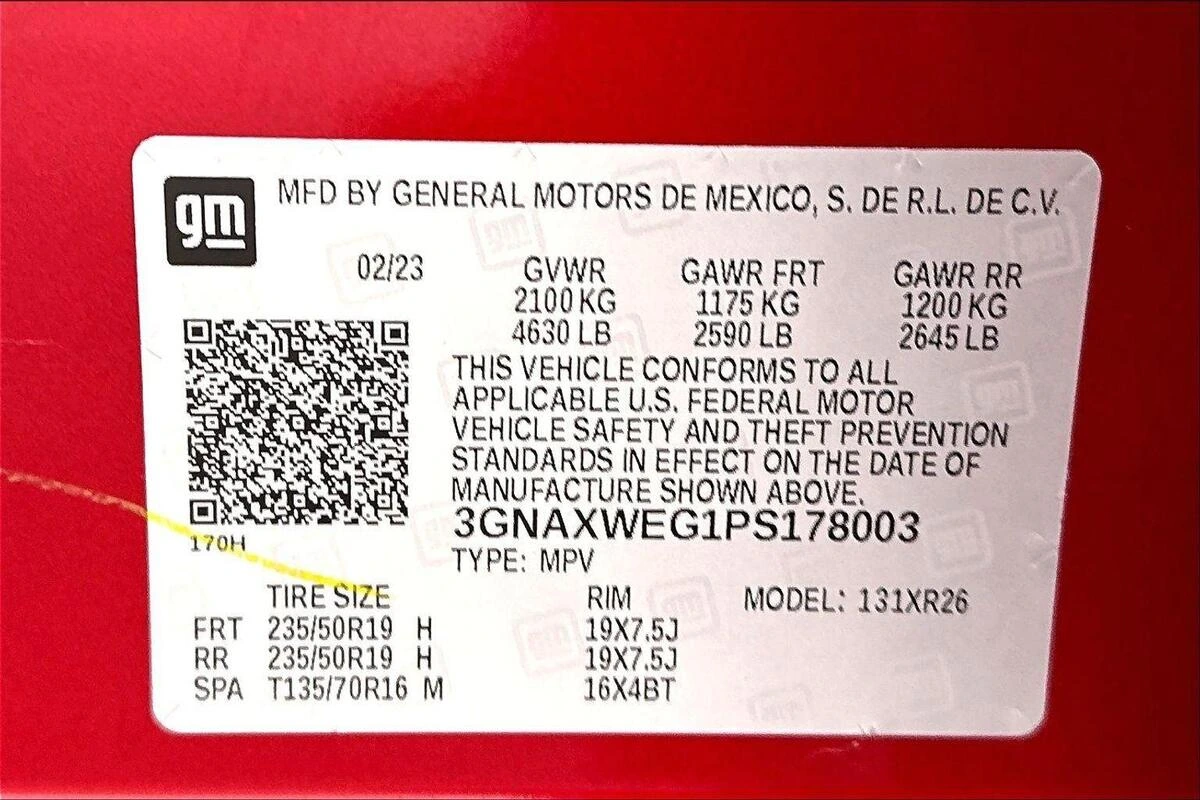 gm
MFD BY GENERAL MOTORS DE MEXICO, S. DE R.L. DE C.V.
02/23 GVWR GAWR FRT GAWR RR
2100 KG 1175 KG 1200 KG
4630 LB 2590 LB 2645 LB
THIS VEHICLE CONFORMS TO ALL
APPLICABLE U.S. FEDERAL MOTOR
VEHICLE SAFETY AND THEFT PREVENTION
STANDARDS IN EFFECT ON THE DATE OF
MANUFACTURE SHOWN ABOVE.
3GNAXWEG1PS178003
170H
TYPE: MPV
TIRE SIZE RIM MODEL: 131XR26
FRT 235/50R19 H 19X7.5J
RR 235/50R19 H 19X7.5J
SPA T135/70R16 M 16X4BT